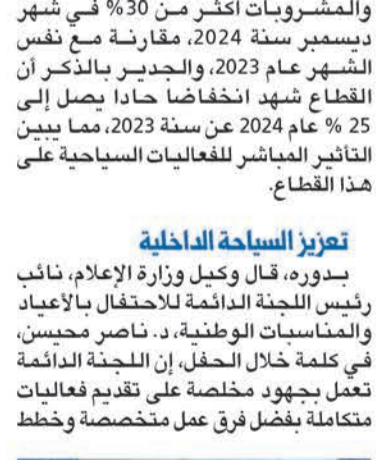 والمشروبات أكثر من 30% في شهر
ديسمبر سنة 2024، مقارنة مع نفس
الشهر عام 2023، والجدير بالذكر أن
القطاع شهد انخفاضا حادا يصل إلى
25 % عام 2024 عن سنة 2023، مما يبين
التأثير المباشر للفعاليات السياحية على
هذا القطاع.
تعزيز السياحة الداخلية
بدوره، قال وكيل وزارة الإعلام، نائب
رئيس اللجنة الدائمة للاحتفال بالأعياد
والمناسبات الوطنية، د. ناصر محيسن،
في كلمة خلال الحفل، إن اللجنة الدائمة
تعمل بجهود مخلصة على تقديم فعاليات
متكاملة بفضل فرق عمل متخصصة وخطط